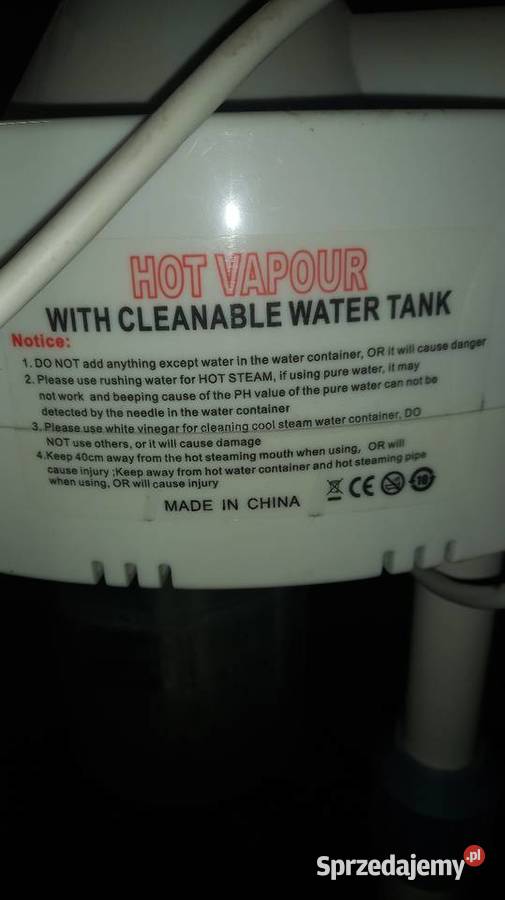 HOT VAPOUR
WITH CLEANABLE WATER TANK
Notice:
1. DO NOT add anything except water in the water container, OR it will cause danger
2. Please use rushing water for HOT STEAM, if using pure water, it may
not work and beeping cause of the PH value of the pure water can not be
detected by the needle in the water container
3. Please use white vinegar for cleaning cool steam water container, DO
NOT use others, or it will cause damage
4.Keep 40cm away from the hot steaming mouth when using, OR will
cause injury ;Keep away from hot water container and hot steaming pipe
when using, OR will cause injury
MADE IN CHINA
CE 10
Sprzedajemy.pl